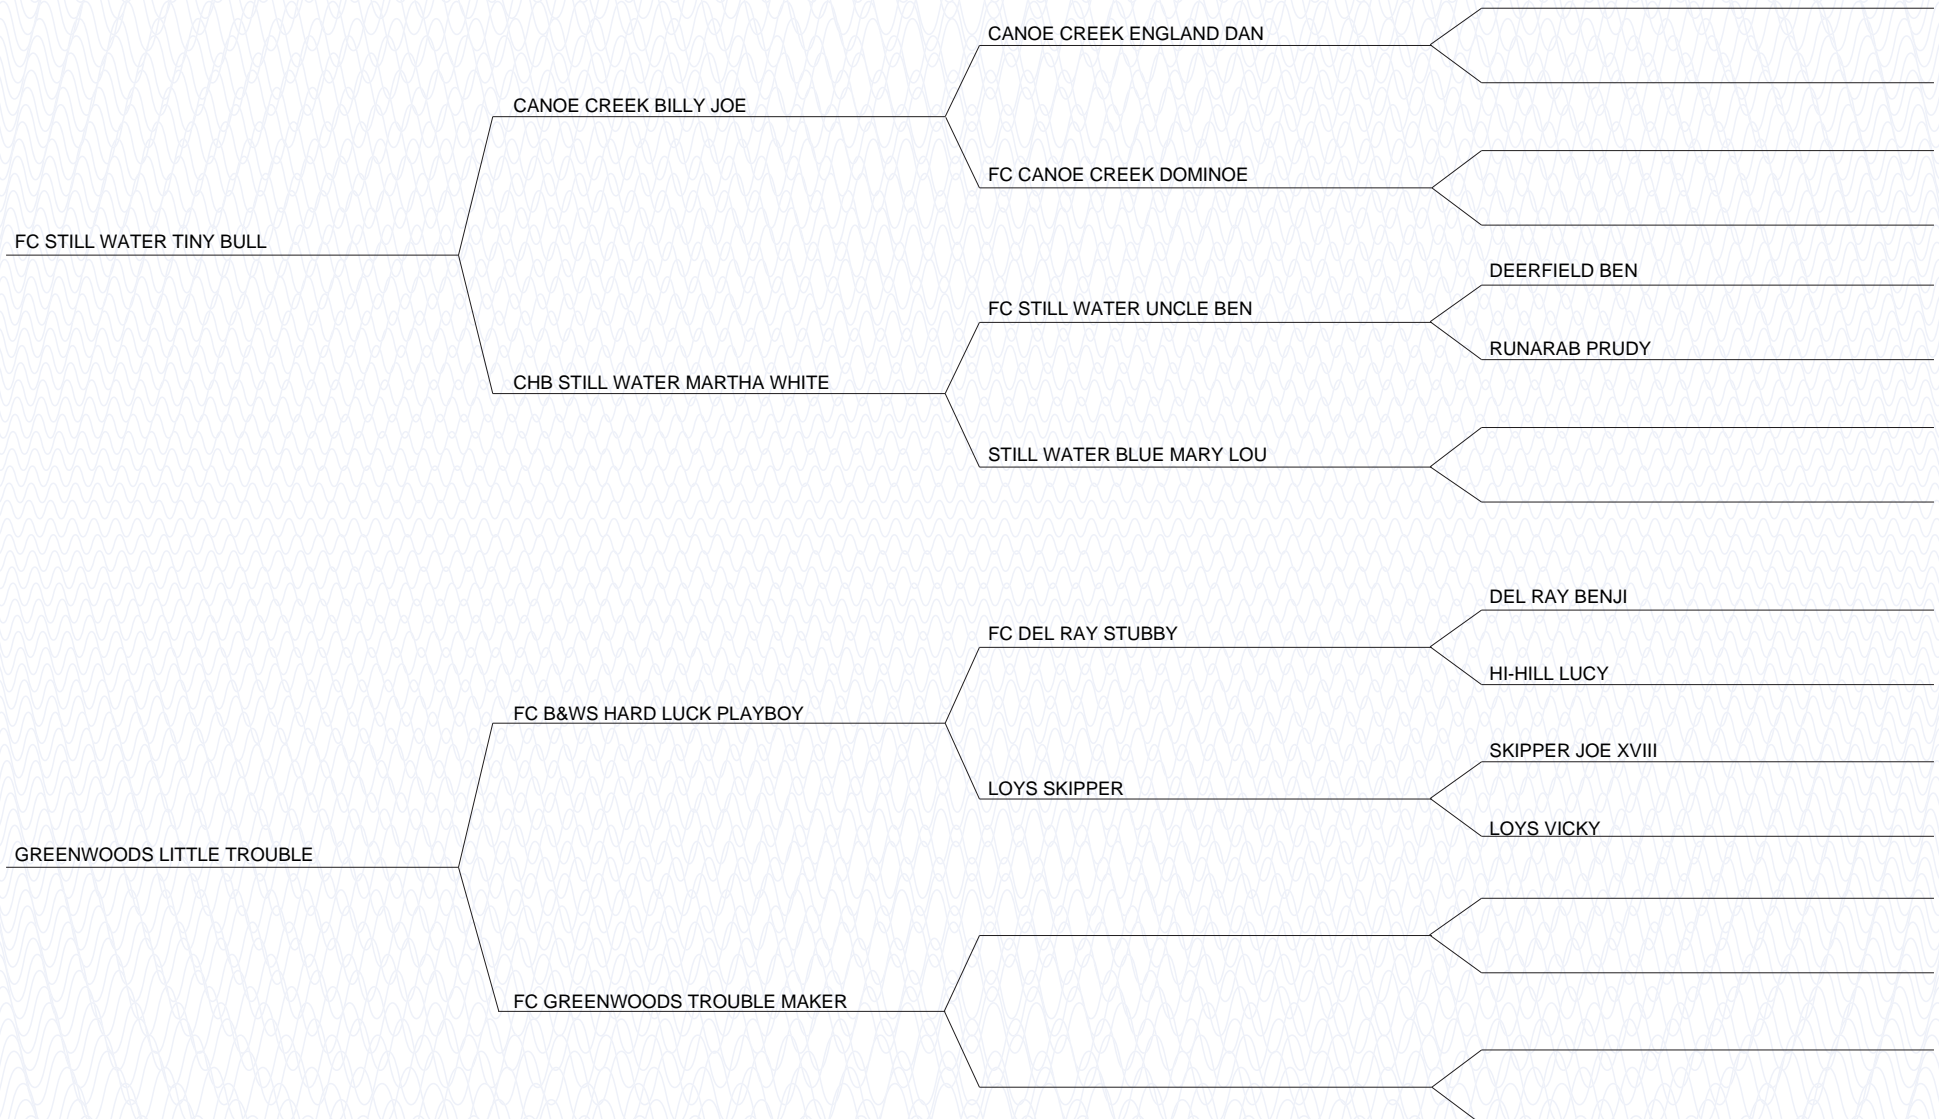 CANOE CREEK ENGLAND DAN
CANOE CREEK BILLY JOE
FC CANOE CREEK DOMINOE
FC STILL WATER TINY BULL
DEERFIELD BEN
FC STILL WATER UNCLE BEN
RUNARAB PRUDY
CHB STILL WATER MARTHA WHITE
STILL WATER BLUE MARY LOU
DEL RAY BENJI
FC DEL RAY STUBBY
HI-HILL LUCY
FC B&WS HARD LUCK PLAYBOY
SKIPPER JOE XVIII
LOYS SKIPPER
LOYS VICKY
GREENWOODS LITTLE TROUBLE
FC GREENWOODS TROUBLE MAKER